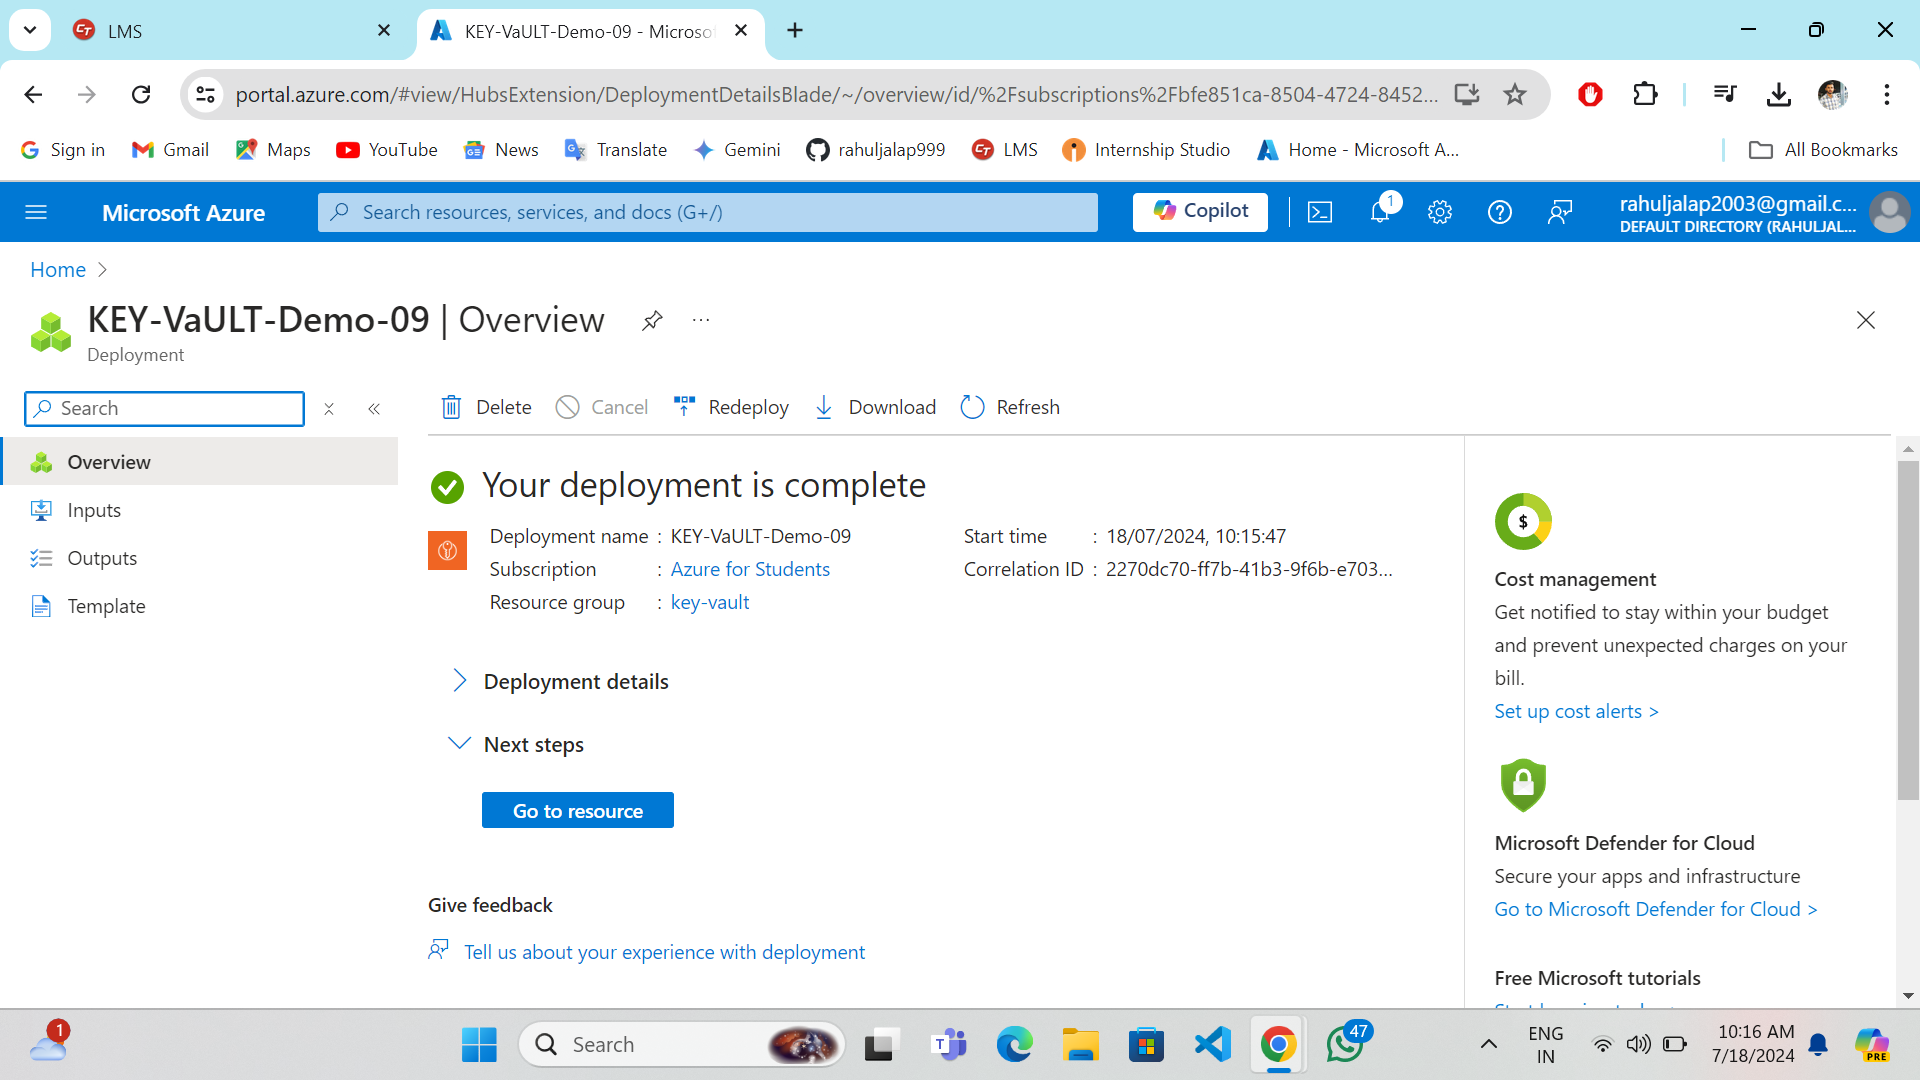 LMS
KEY-VaULT-Demo-09 - Microsof
portal.azure.com/#view/HubsExtension/DeploymentDetailsBlade/~/overview/id/%2Fsubscriptions%2Fbfe851ca-8504-4724-8452...
Sign in
Gmail
Maps
YouTube
News
Translate
Gemini
rahuljalap999
LMS
Internship Studio
Home - Microsoft A...
All Bookmarks
Microsoft Azure
Search resources, services, and docs (G+/)
Copilot
1
rahuljalap2003@gmail.c...
DEFAULT DIRECTORY (RAHULJAL...
Home
KEY-VaULT-Demo-09 | Overview
Deployment
Search
Delete
Cancel
Redeploy
Download
Refresh
Overview
Inputs
Outputs
Template
Your deployment is complete
Deployment name : KEY-VaULT-Demo-09
Subscription : Azure for Students
Resource group : key-vault
Start time : 18/07/2024, 10:15:47
Correlation ID : 2270dc70-ff7b-41b3-9f6b-e703...
Deployment details
Next steps
Go to resource
Give feedback
Tell us about your experience with deployment
$
Cost management
Get notified to stay within your budget
and prevent unexpected charges on your
bill.
Set up cost alerts >
Microsoft Defender for Cloud
Secure your apps and infrastructure
Go to Microsoft Defender for Cloud >
Free Microsoft tutorials
1
Search
T
47
ENG
IN
10:16 AM
7/18/2024
PRE